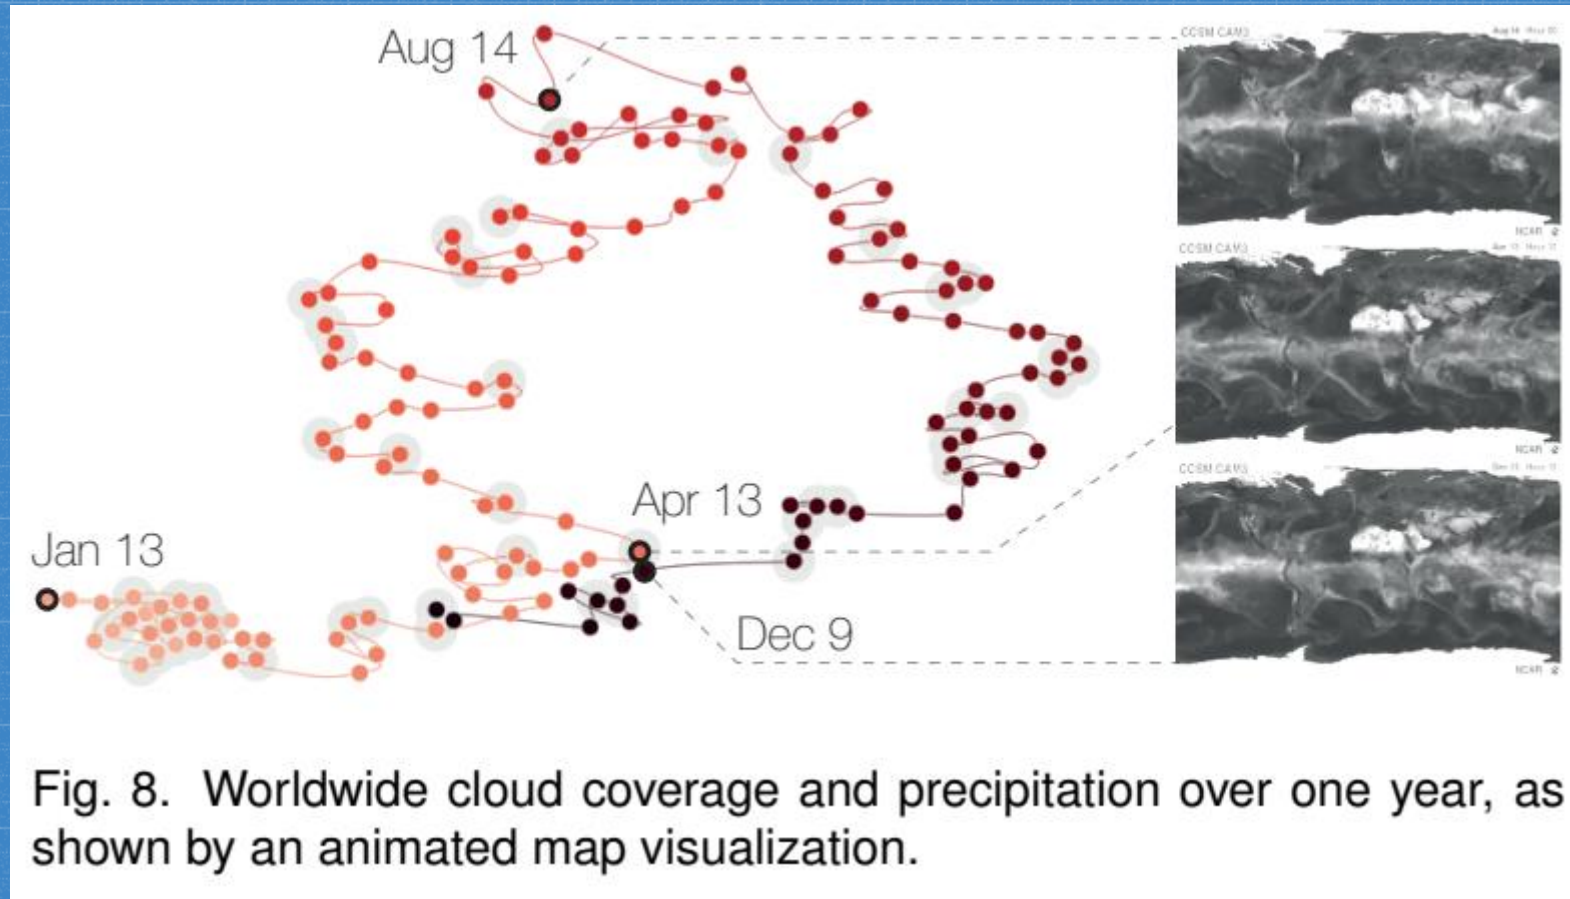 Aug 14
CCSM CAM3
NCAR
CCSM CAM3
Apr 13
NCAR
CCSM CAM3
Jan 13
Dec 9
NCAR
Fig. 8. Worldwide cloud coverage and precipitation over one year, as
shown by an animated map visualization.